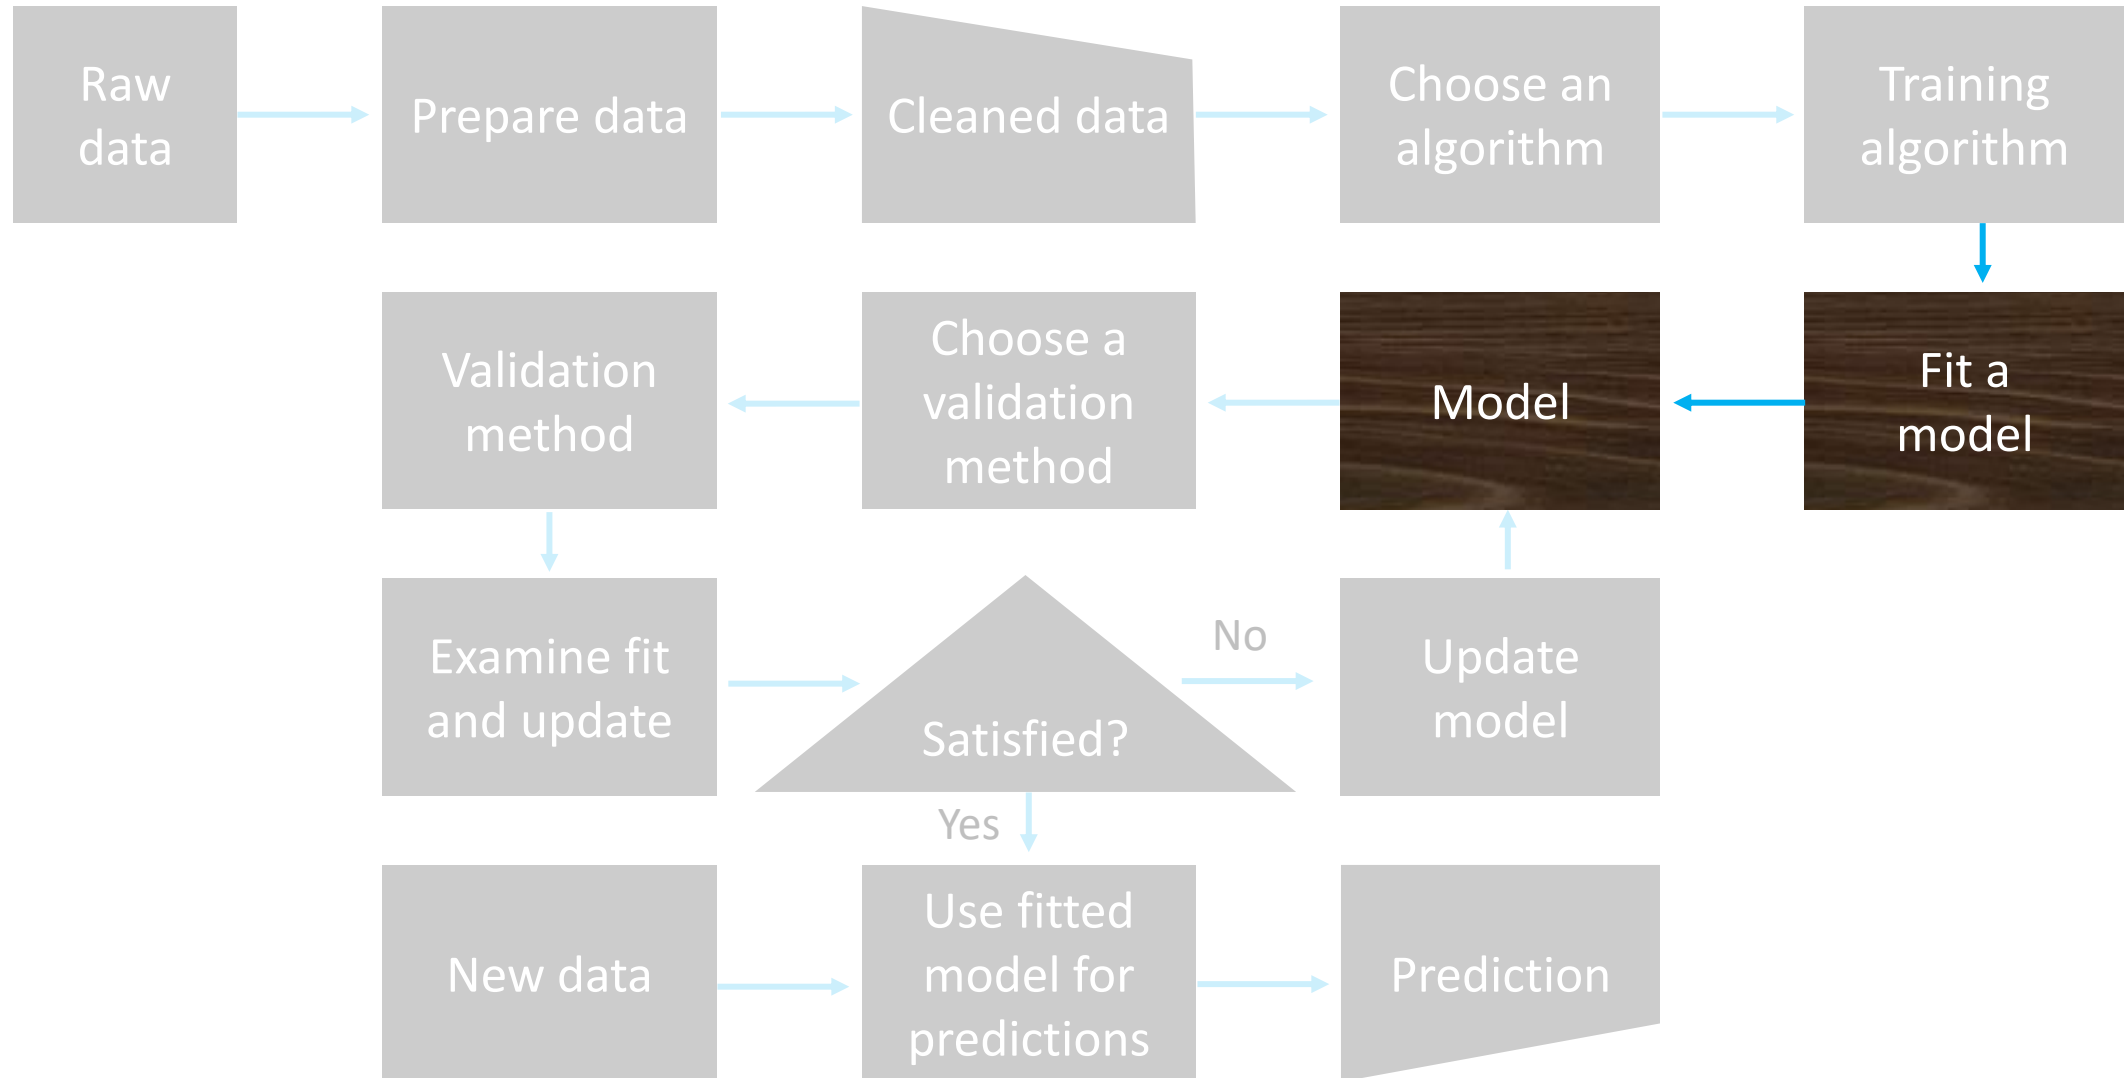 Raw
data
Prepare data
Cleaned data
Choose an
algorithm
Training
algorithm
Validation
method
Choose a
validation
method
Model
Fit a
model
Examine fit
and update
Satisfied?
No
Update
model
Yes
New data
Use fitted
model for
predictions
Prediction